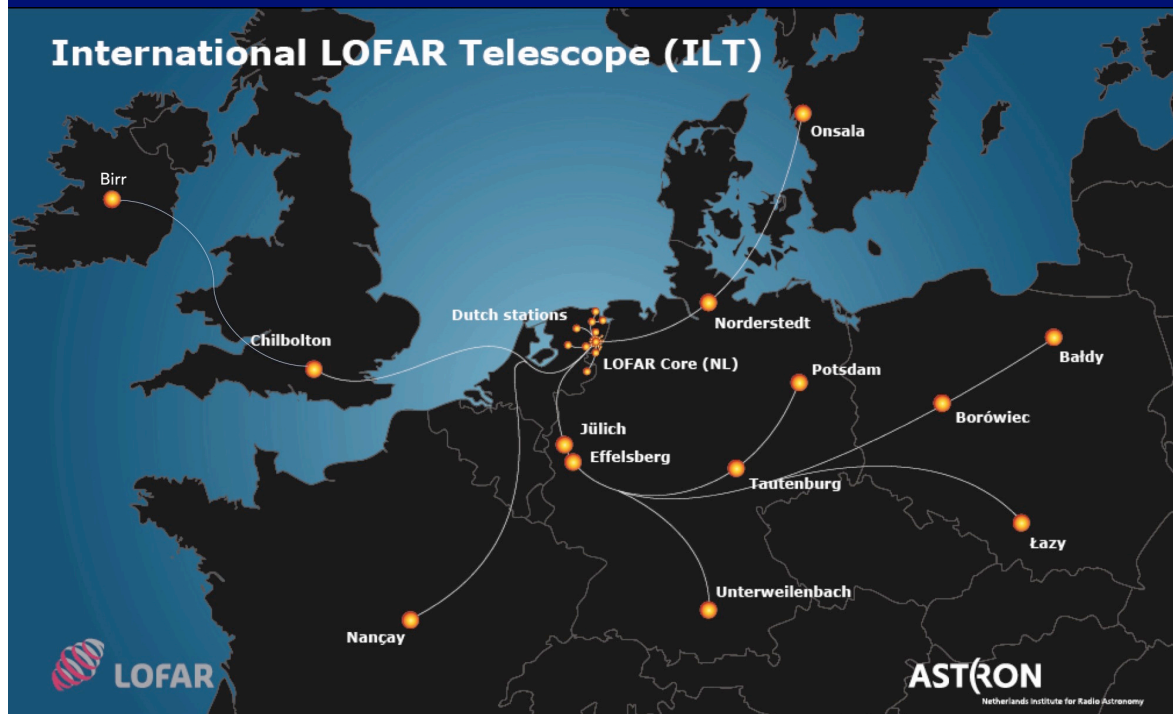 International LOFAR Telescope (ILT)
Onsala
Birr
Dutch stations
Norderstedt
Chilbolton
LOFAR Core (NL)
Bałdy
Potsdam
Borówiec
Jülich
Effelsberg
Tautenburg
Łazy
Unterweilenbach
Nançay
LOFAR
ASTRON
Netherlands Institute for Radio Astronomy